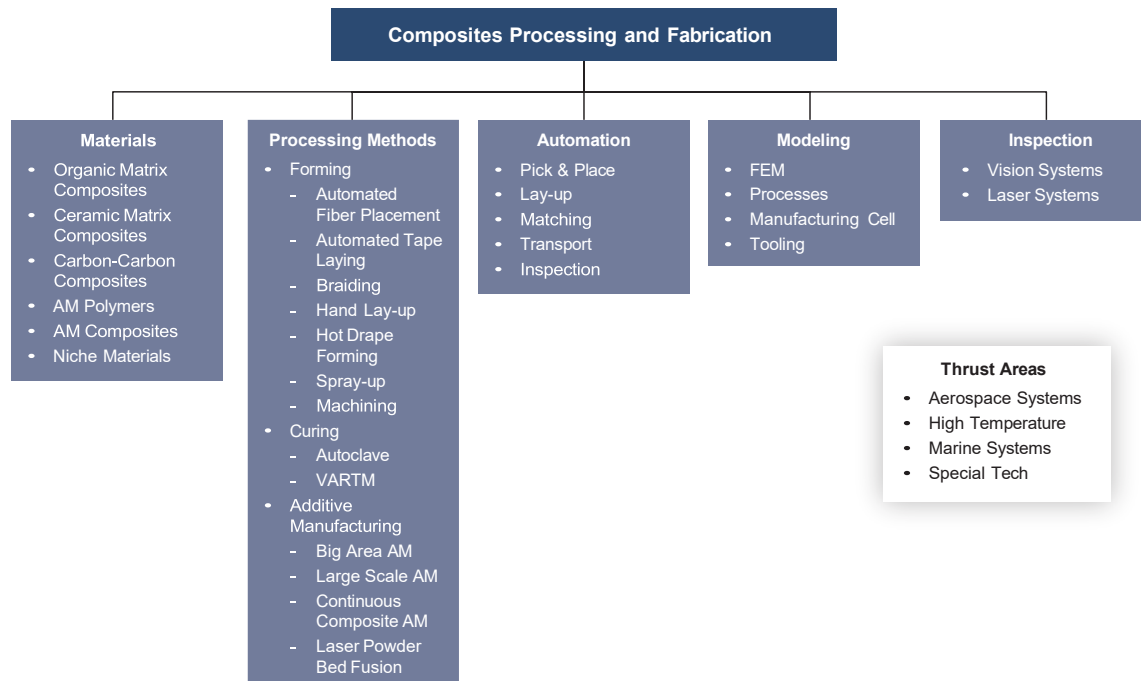 Composites Processing and Fabrication
Materials
• Organic Matrix
Composites
• Ceramic Matrix
Composites
• Carbon-Carbon
Composites
• AM Polymers
• AM Composites
• Niche Materials
Processing Methods
• Forming
- Automated
Fiber Placement
- Automated Tape
Laying
- Braiding
- Hand Lay-up
- Hot Drape
Forming
- Spray-up
- Machining
• Curing
- Autoclave
- VARTM
• Additive
Manufacturing
- Big Area AM
- Large Scale AM
- Continuous
Composite AM
- Laser Powder
Bed Fusion
Automation
• Pick & Place
• Lay-up
• Matching
• Transport
• Inspection
Modeling
• FEM
• Processes
• Manufacturing Cell
• Tooling
Inspection
• Vision Systems
• Laser Systems
Thrust Areas
• Aerospace Systems
• High Temperature
• Marine Systems
• Special Tech